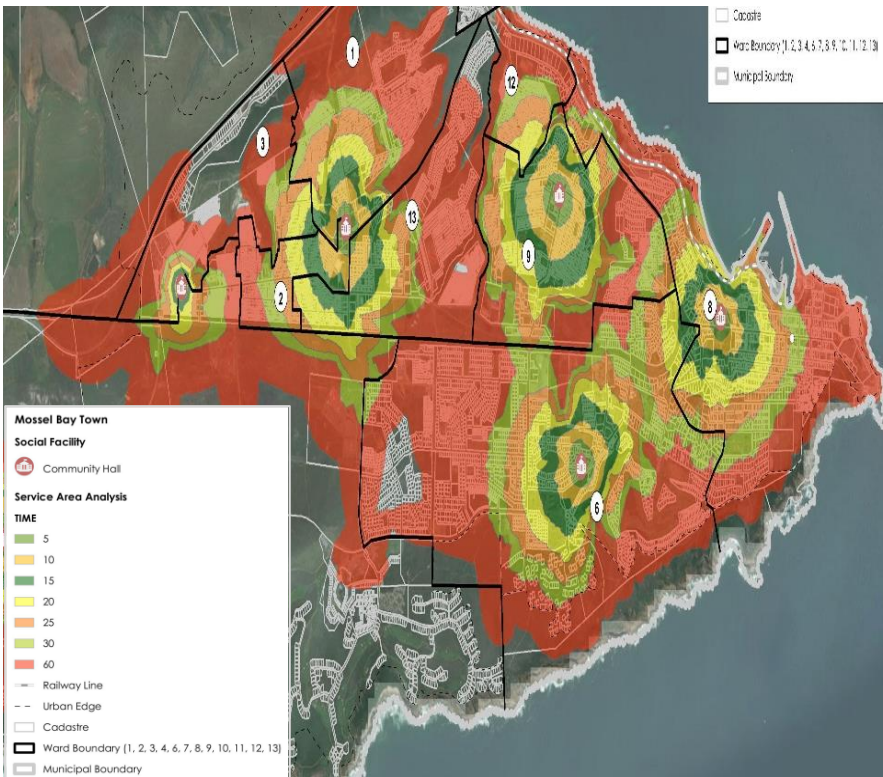 Cadastre
Ward Boundary (1, 2, 3, 4, 6, 7, 8, 9, 10, 11, 12, 13)
Municipal Boundary
1
12
3
13
9
2
8
6
Mossel Bay Town
Social Facility
Community Hall
Service Area Analysis
TIME
5
10
15
20
25
30
60
Railway Line
Urban Edge
Cadastre
Ward Boundary (1, 2, 3, 4, 6, 7, 8, 9, 10, 11, 12, 13)
Municipal Boundary